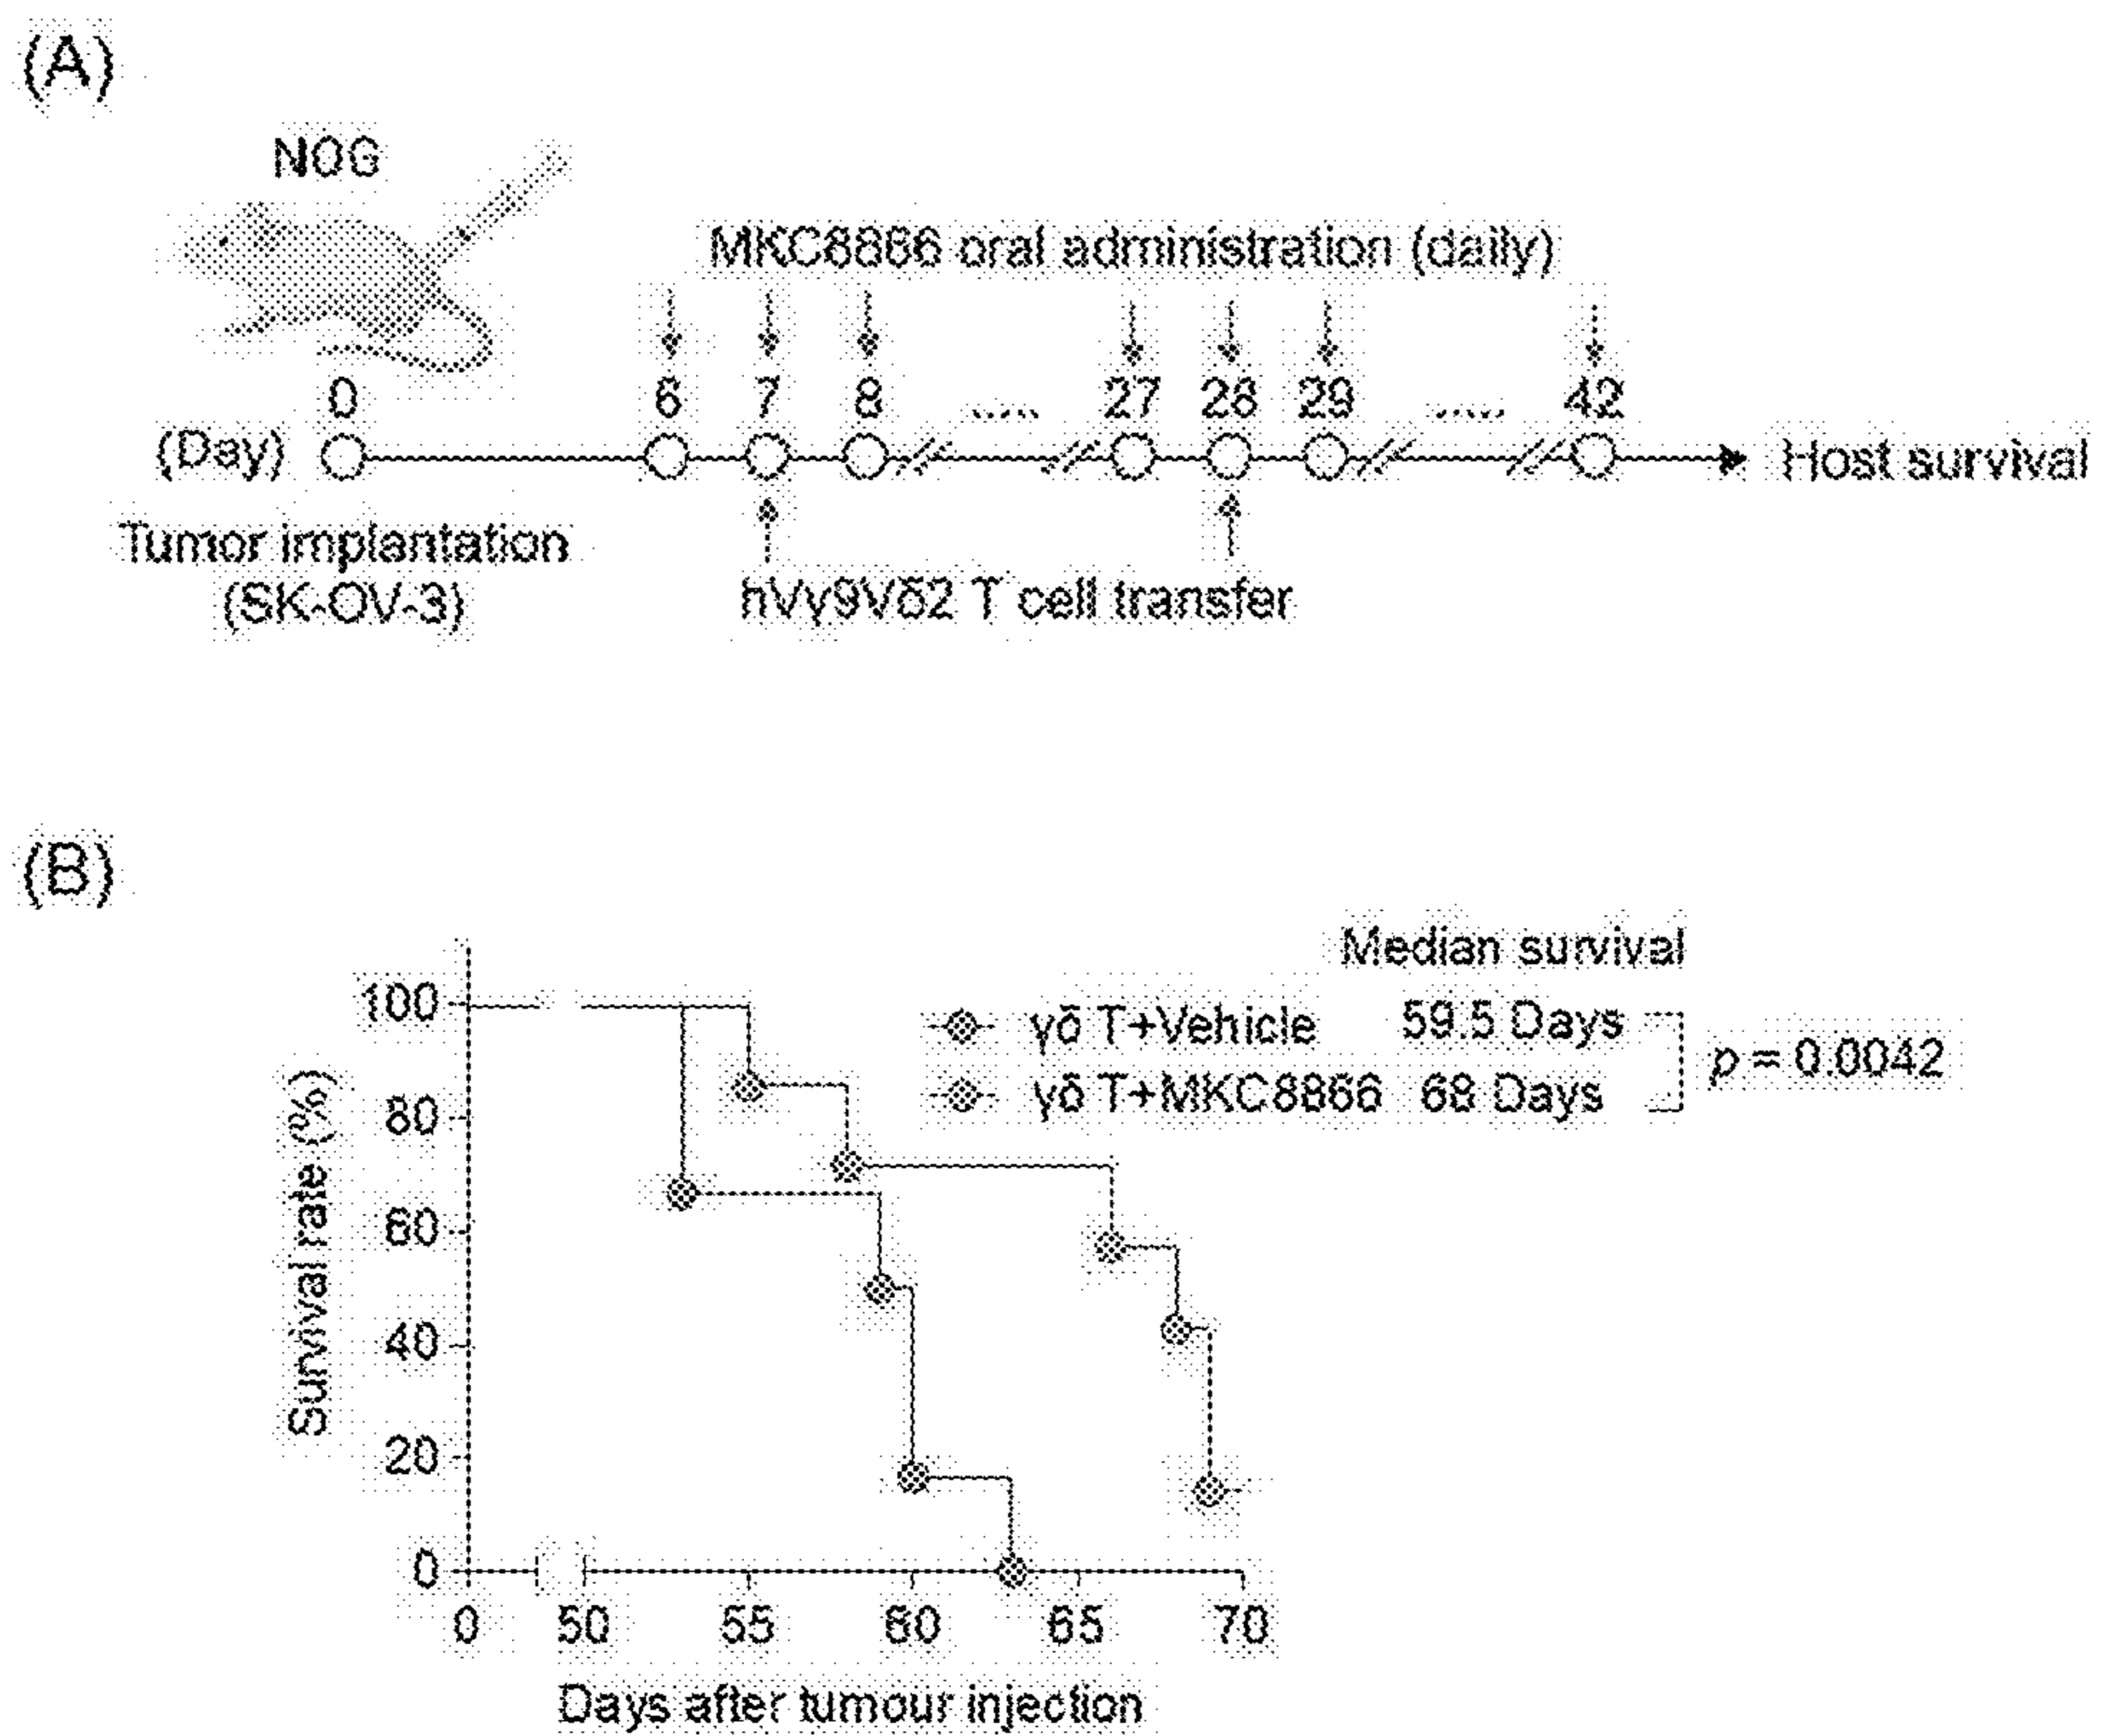 (A)
NOG
MKC8866 oral administration (daily)
0 6 7 8 ..... 27 28 29 ..... 42
(Day) Host survival
Tumor implantation
(SK-OV-3)
hVγ9Vδ2 T cell transfer
(B)
Median survival
γδ T+Vehicle 59.5 Days
γδ T+MKC8866 68 Days
p = 0.0042
Survival rate (%)
100
80
60
40
20
0
0 50 55 60 65 70
Days after tumour injection